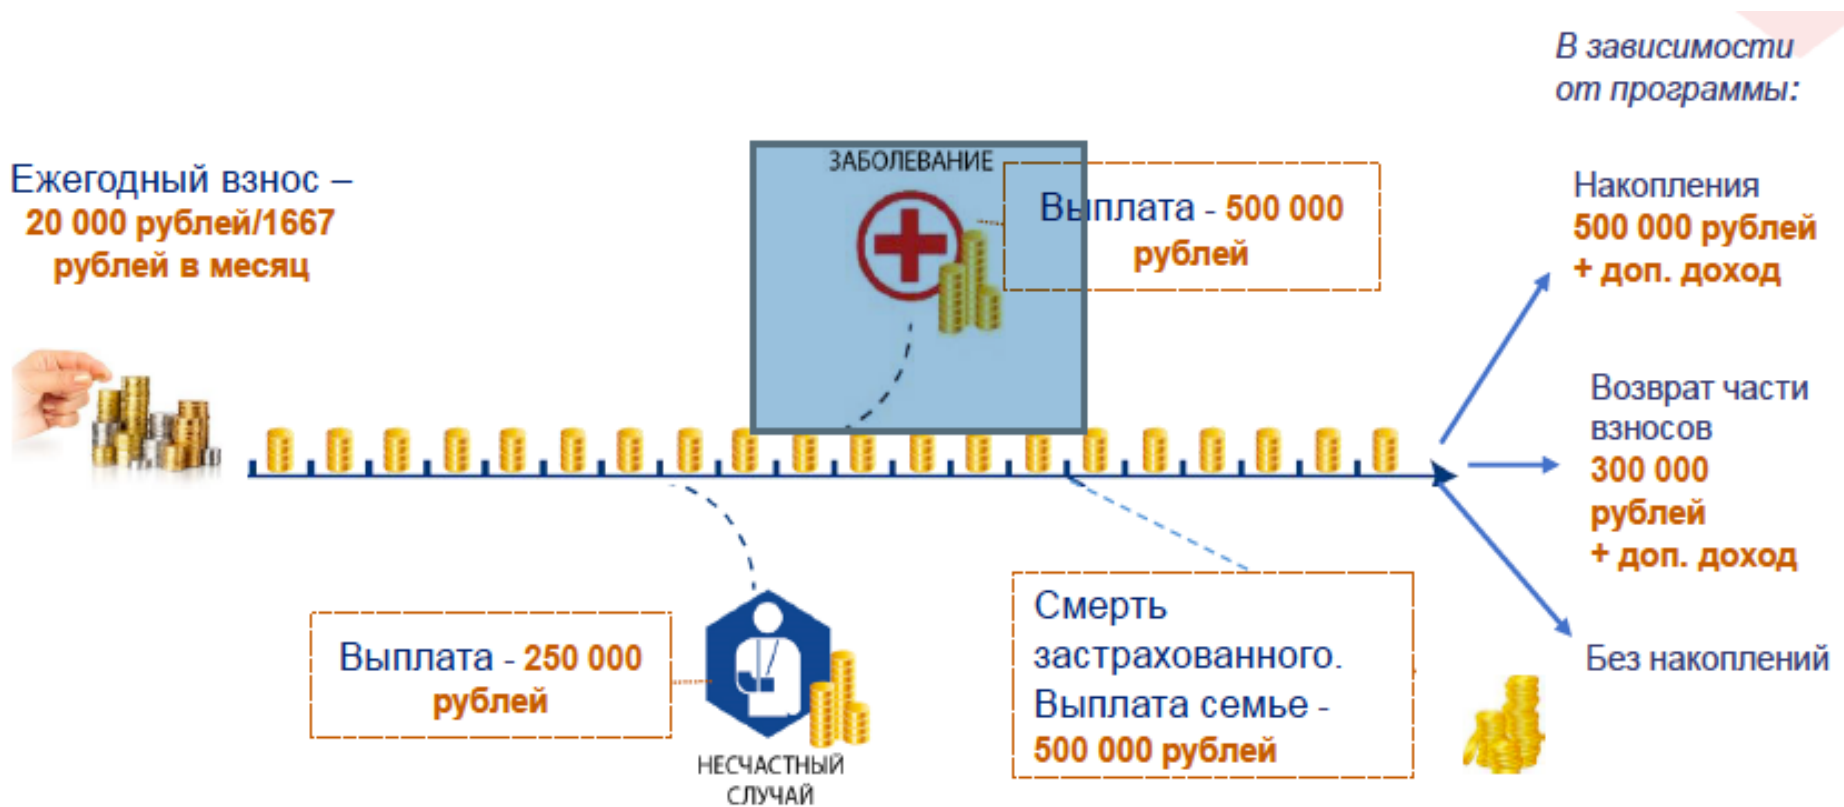 В зависимости
от программы:
Ежегодный взнос –
20 000 рублей/1667
рублей в месяц
ЗАБОЛЕВАНИЕ
Выплата - 500 000
рублей
Накопления
500 000 рублей
+ доп. доход
Возврат части
взносов
300 000
рублей
+ доп. доход
Без накоплений
Выплата - 250 000
рублей
НЕСЧАСТНЫЙ
СЛУЧАЙ
Смерть
застрахованного.
Выплата семье -
500 000 рублей